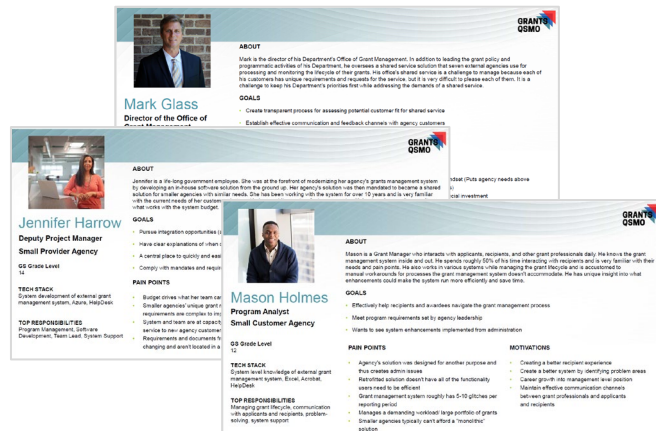 GRANTS
QSMO
ABOUT
Mark is the director of his Department's Office of Grant Management. In addition to leading the grant policy and
programmatic activities of his Department, he oversees a shared service solution that seven external agencies use for
processing and monitoring the lifecycle of their grants. His office's shared service is a challenge to manage because each of
his customers has unique requirements and requests for the service, but it is very difficult to please each of them. It is a
challenge to keep his Department's priorities first while addressing the demands of a shared service.
GOALS
Create transparent process for assessing potential customer fit for shared service
Establish effective communication and feedback channels with agency customers
Mark Glass
Director of the Office of
Grant Management
ndset (Puts agency needs above
cial investment
GRANTS
QSMO
ABOUT
Jennifer is a life-long government employee. She was at the forefront of modernizing her agency's grants management system
by developing an in-house software solution from the ground up. Her agency's solution was then mandated to become a shared
solution for smaller agencies with similar needs. She has been working with the system for over 10 years and is very familiar
with the current needs of her custom
what works with the system budget.
GOALS
Pursue integration opportunities
Have clear explanations of when
A central place to quickly and easi
Comply with mandates and requi
PAIN POINTS
Budget drives what her team can
Smaller agencies' unique grant
requirements are complex to im
System and team are at capacit
service to new agency customer
Requirements and documents f
changing and aren't located in a
Jennifer Harrow
Deputy Project Manager
Small Provider Agency
GS Grade Level
14
TECH STACK
System development of external grant
management system, Azure, HelpDesk
TOP RESPONSIBILITIES
Program Management, Software
Development, Team Lead, System Support
GRANTS
QSMO
ABOUT
Mason is a Grant Manager who interacts with applicants, recipients, and other grant professionals daily. He knows the grant
management system inside and out. He spends roughly 50% of his time interacting with recipients and is very familiar with their
needs and pain points. He also works in various systems while managing the grant lifecycle and is accustomed to
manual workarounds for processes the grant management system doesn't accommodate. He has unique insight into what
enhancements could make the system run more efficiently and save time.
GOALS
Effectively help recipients and awardees navigate the grant management process
Meet program requirements set by agency leadership
Wants to see system enhancements implemented from administration
Mason Holmes
Program Analyst
Small Customer Agency
GS Grade Level
12
TECH STACK
System level knowledge of external grant
management system, Excel, Acrobat,
HelpDesk
TOP RESPONSIBILITIES
Managing grant lifecycle, communication
with applicants and recipients, problem-
solving, system support
PAIN POINTS
Agency's solution was designed for another purpose and
thus creates admin issues
Retrofitted solution doesn't have all of the functionality
users need to be efficient
Grant management system roughly has 5-10 glitches per
reporting period
Manages a demanding workload: large portfolio of grants
Smaller agencies typically can't afford a "monolithic"
solution
MOTIVATIONS
Creating a better recipient experience
Create a better system by identifying problem areas
Career growth into management level position
Maintain effective communication channels
between grant professionals and applicants
and recipients